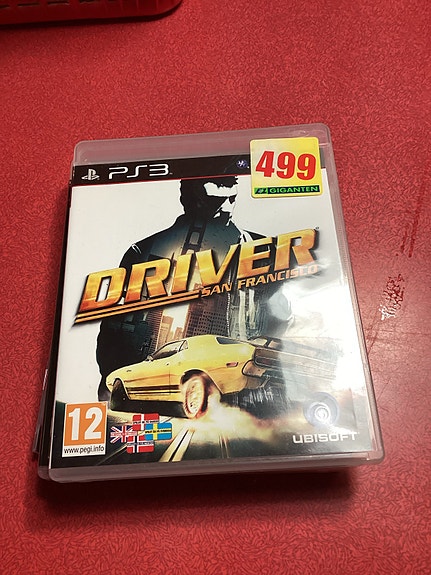 PS3
499
GIGANTEN
DRIVER
SAN FRANCISCO
12
www.pegi.info
UBISOFT